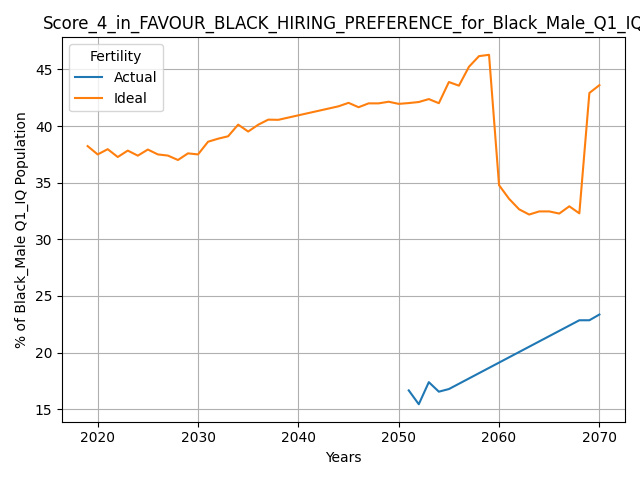 Score_4_in_FAVOUR_BLACK_HIRING_PREFERENCE_for_Black_Male_Q1_IQ
Fertility
Actual
Ideal
45
40
35
30
25
20
15
% of Black_Male Q1_IQ Population
2020 2030 2040 2050 2060 2070
Years